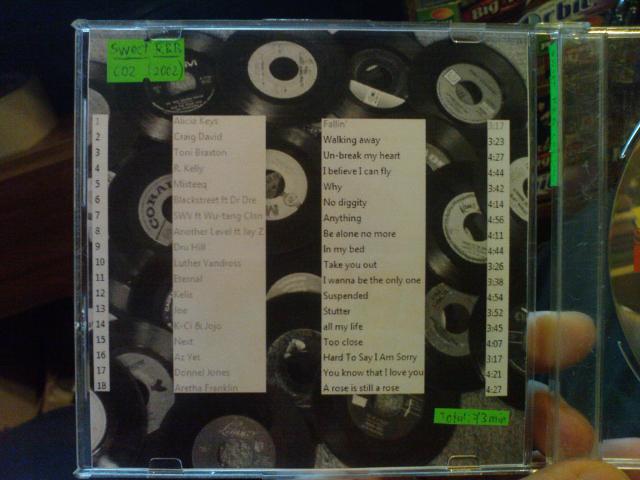 Sweet R&B
CD2 (2002)
1 Alicia Keys Fallin' 3:17
2 Craig David Walking away 3:23
3 Toni Braxton Un-break my heart 4:27
4 R. Kelly I believe I can fly 4:44
5 Misteeq Why 3:42
6 Blackstreet ft Dr Dre No diggity 4:14
7 SWV ft Wu-tang Clan Anything 4:56
8 Another Level ft Jay Z Be alone no more 4:11
9 Dru Hill In my bed 4:44
10 Luther Vandross Take you out 3:26
11 Eternal I wanna be the only one 3:38
12 Kelis Suspended 4:54
13 Joe Stutter 3:52
14 K-Ci & Jojo all my life 3:45
15 Next Too close 4:07
16 Az Yet Hard To Say I Am Sorry 3:17
17 Donnel Jones You know that I love you 4:21
18 Aretha Franklin A rose is still a rose 4:27
Total: 73 min
CORAL
Big
Orbit